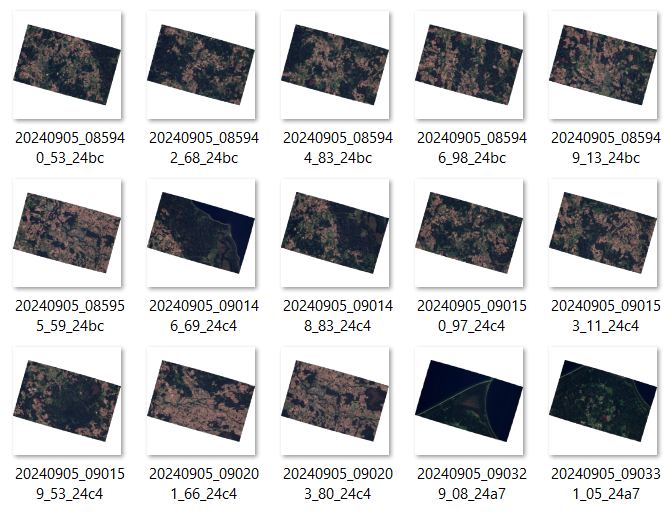 20240905_08594
0_53_24bc
20240905_08594
2_68_24bc
20240905_08594
4_83_24bc
20240905_08594
6_98_24bc
20240905_08594
9_13_24bc
20240905_08595
5_59_24bc
20240905_09014
6_69_24c4
20240905_09014
8_83_24c4
20240905_09015
0_97_24c4
20240905_09015
3_11_24c4
20240905_09015
9_53_24c4
20240905_09020
1_66_24c4
20240905_09020
3_80_24c4
20240905_09032
9_08_24a7
20240905_09033
1_05_24a7